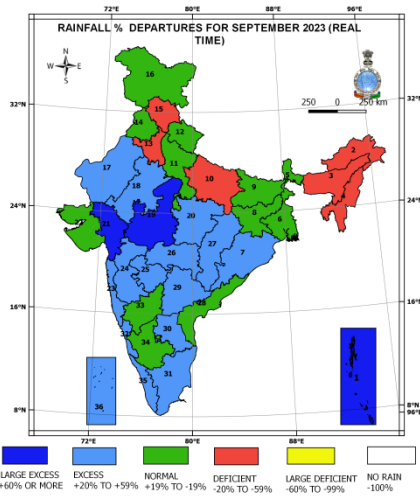 RAINFALL % DEPARTURES FOR SEPTEMBER 2023 (REAL
TIME)
72°E 80°E 88°E 96°E
N
W E
S
250 0 250 km
32°N 32°N
24°N 24°N
16°N 16°N
8°N 8°N
96°E
72°E 80°E 88°E
16
15
14
12
13
11
2
3
17
10
9
5
18
8
6
19
21
20
22
27
7
26
24
25
23
29
33
28
30
32
34
31
35
36
1
LARGE EXCESS EXCESS NORMAL DEFICIENT LARGE DEFICIENT NO RAIN
+60% OR MORE +20% TO +59% +19% TO -19% -20% TO -59% -60% TO -99% -100%